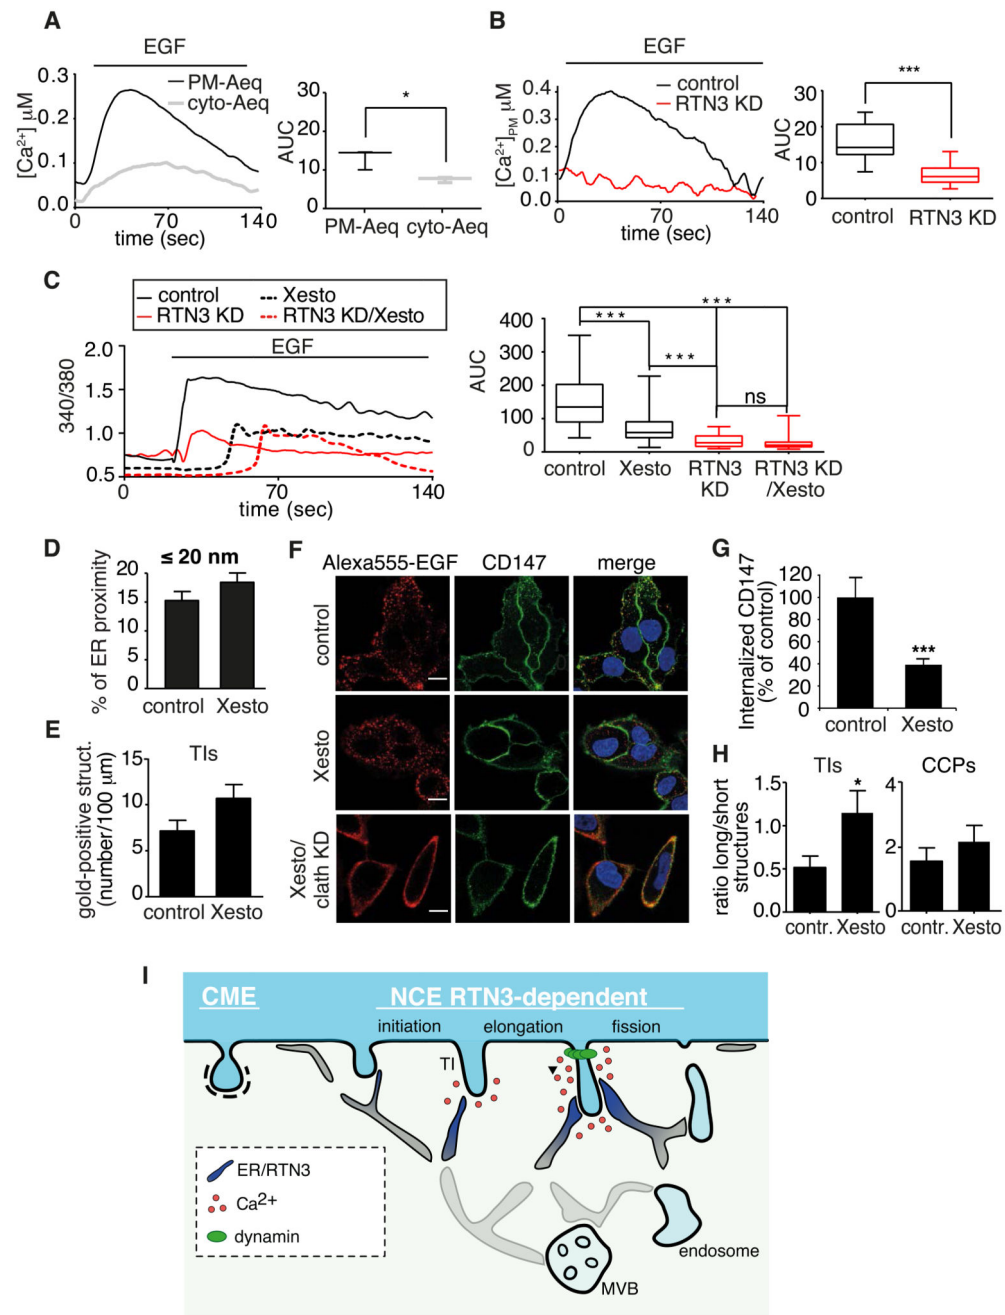 A
EGF
[Ca2+] µM
0.3
0.2
0.1
0.0
PM-Aeq
cyto-Aeq
0 70 140
time (sec)
AUC
30
20
10
0
*
PM-Aeq cyto-Aeq
B
EGF
[Ca2+]PM µM
0.4
0.3
0.2
0.1
0.0
control
RTN3 KD
0 70 140
time (sec)
AUC
30
20
10
0
***
control RTN3 KD
C
control Xesto
RTN3 KD RTN3 KD/Xesto
EGF
340/380
2.0
1.5
1.0
0.5
0 70 140
time (sec)
AUC
400
300
200
100
0
***
***
***
ns
control Xesto RTN3 KD RTN3 KD /Xesto
D
≤ 20 nm
% of ER proximity
20
15
10
5
0
control Xesto
E
TIs
gold-positive struct.
(number/100 µm)
15
10
5
0
control Xesto
F
Alexa555-EGF CD147 merge
control
Xesto
Xesto/
clath KD
G
Internalized CD147
(% of control)
120
100
80
60
40
20
0
***
control Xesto
H
TIs
ratio long/short
structures
1.5
1.0
0.5
0.0
*
contr. Xesto
CCPs
4
2
0
contr. Xesto
I
CME NCE RTN3-dependent
initiation elongation fission
TI
ER/RTN3
Ca2+
dynamin
endosome
MVB